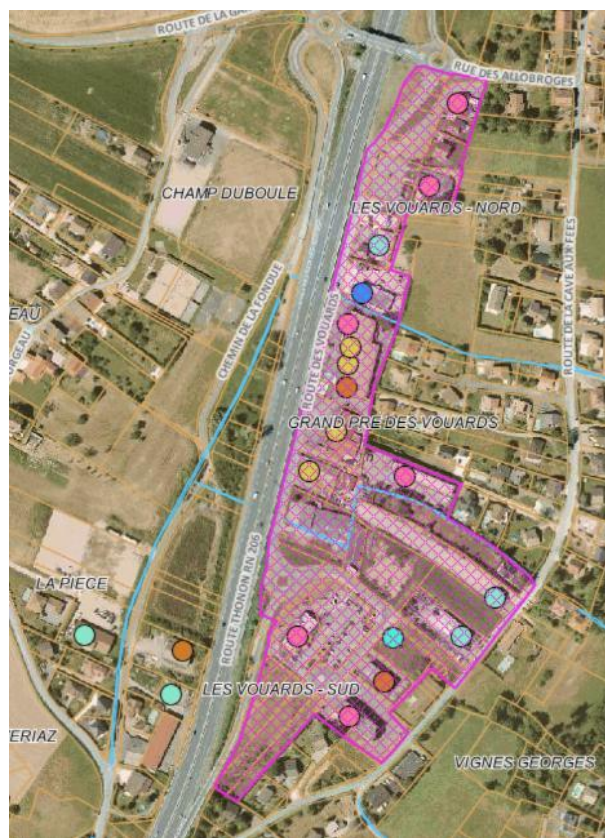 ROUTE DE LA GA
RUE DES ALLOBROGES
CHAMP DUBOULE
LES VOUARDS - NORD
ROUTE DE LA CAVE AUX FEES
EAU
URGEAU
CHEMIN DE LA FONDUE
ROUTE DES VOUARDS
GRAND PRE DES VOUARDS
ROUTE THONON RN 206
LA PIECE
LES VOUARDS - SUD
ERIAZ
VIGNES GEORGES